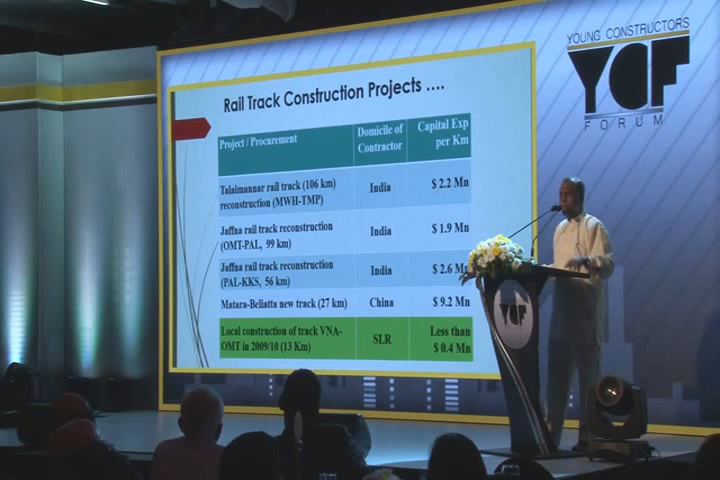 YOUNG CONSTRUCTORS
YCF
FORUM
Rail Track Construction Projects ....
Project / Procurement
Domicile of
Contractor
Capital Exp
per Km
Talaimannar rail track (106 km)
reconstruction (MWH-TMP)
India
$ 2.2 Mn
Jaffna rail track reconstruction
(OMT-PAL, 99 km)
India
$ 1.9 Mn
Jaffna rail track reconstruction
(PAL-KKS, 56 km)
India
$ 2.6 Mn
Matara-Beliatta new track (27 km)
China
$ 9.2 Mn
Local construction of track VNA-
OMT in 2009/10 (13 Km)
SLR
Less than
$ 0.4 Mn
YCF